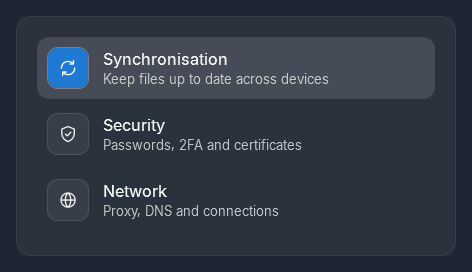 Synchronisation
Keep files up to date across devices
Security
Passwords, 2FA and certificates
Network
Proxy, DNS and connections